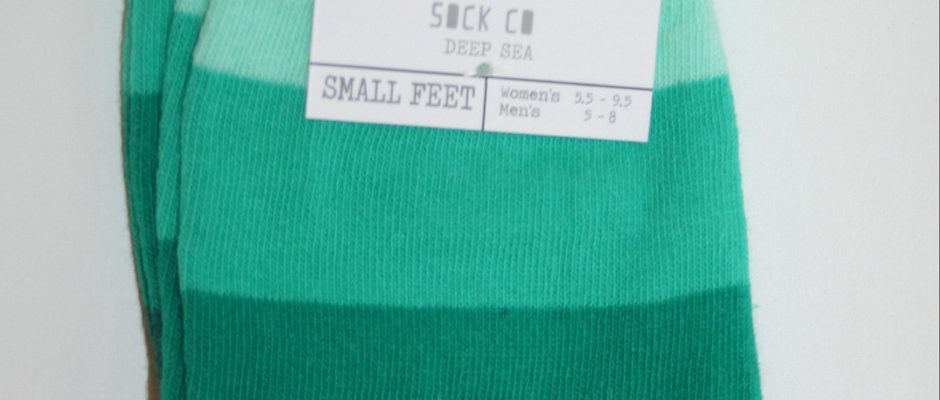 SOCK CO
DEEP SEA
SMALL FEET
Women's 5.5 - 9.5
Men's 5 - 8